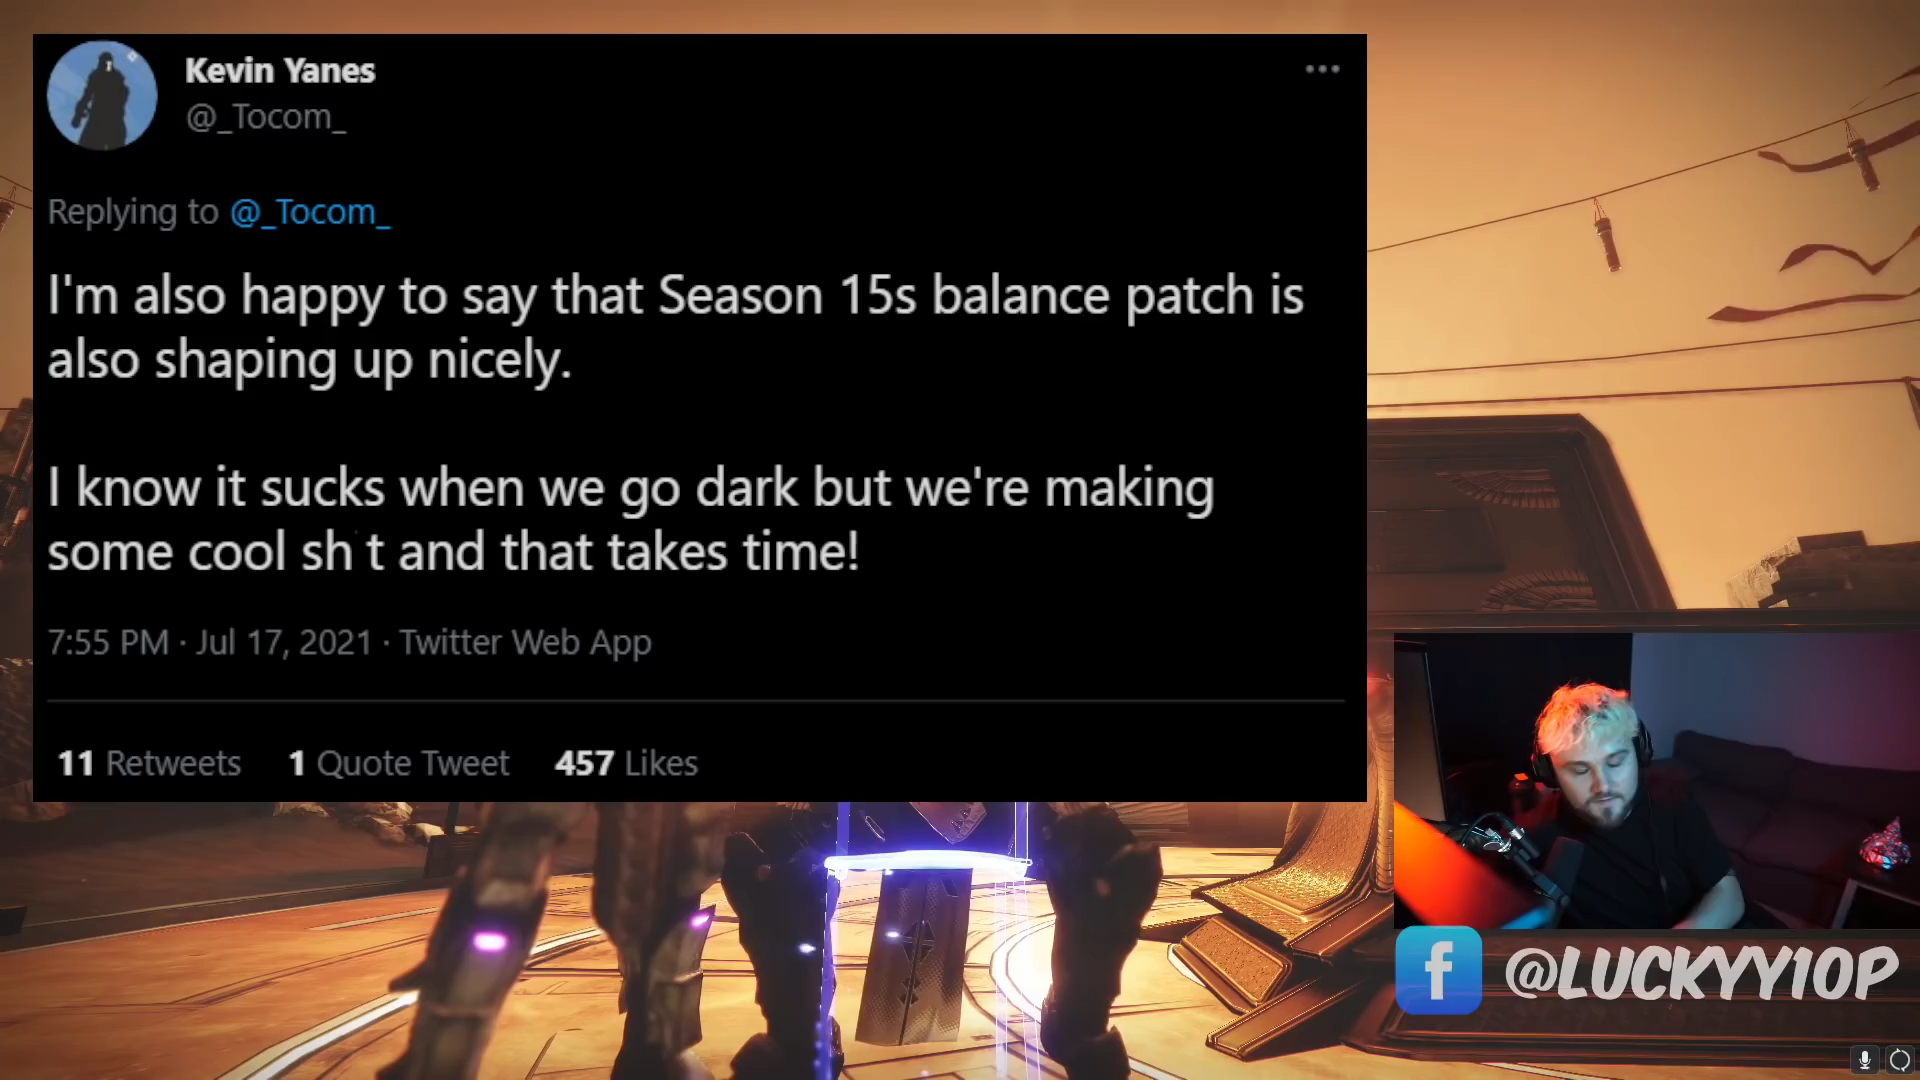 Kevin Yanes
@_Tocom_
Replying to @_Tocom_
I'm also happy to say that Season 15s balance patch is
also shaping up nicely.
I know it sucks when we go dark but we're making
some cool sh t and that takes time!
7:55 PM · Jul 17, 2021 · Twitter Web App
11 Retweets 1 Quote Tweet 457 Likes
@LUCKYY10P